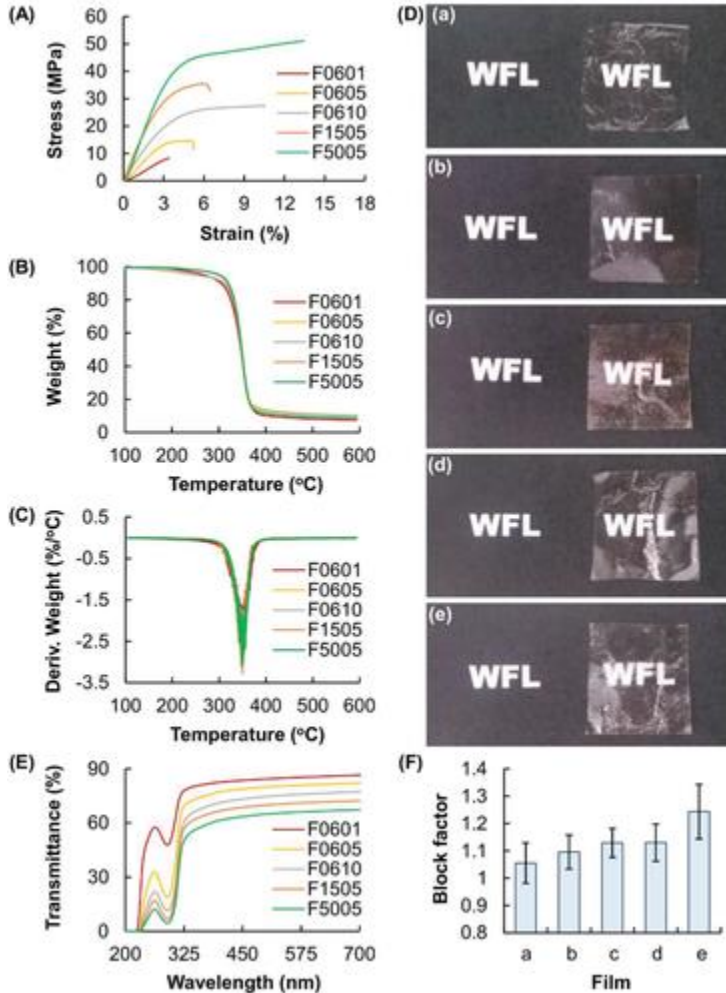 (A)
60
50
40
30
20
10
0
Stress (MPa)
F0601
F0605
F0610
F1505
F5005
0 3 6 9 12 15 18
Strain (%)
(B)
100
80
60
40
20
0
Weight (%)
F0601
F0605
F0610
F1505
F5005
100 200 300 400 500 600
Temperature (°C)
(C)
0.5
-0.5
-1.5
-2.5
-3.5
Deriv. Weight (%/°C)
F0601
F0605
F0610
F1505
F5005
100 200 300 400 500 600
Temperature (°C)
(E)
90
60
30
0
Transmittance (%)
F0601
F0605
F0610
F1505
F5005
200 325 450 575 700
Wavelength (nm)
(D)
(a)
WFL WFL
(b)
WFL WFL
(c)
WFL WFL
(d)
WFL WFL
(e)
WFL WFL
(F)
1.4
1.3
1.2
1.1
1
0.9
0.8
Block factor
a b c d e
Film